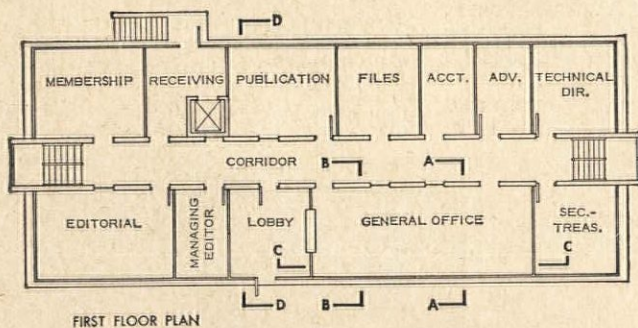 D
MEMBERSHIP
RECEIVING
PUBLICATION
FILES
ACCT.
ADV.
TECHNICAL
DIR.
CORRIDOR
B
A
EDITORIAL
MANAGING
EDITOR
LOBBY
GENERAL OFFICE
SEC.-
TREAS.
C
C
D
B
A
FIRST FLOOR PLAN